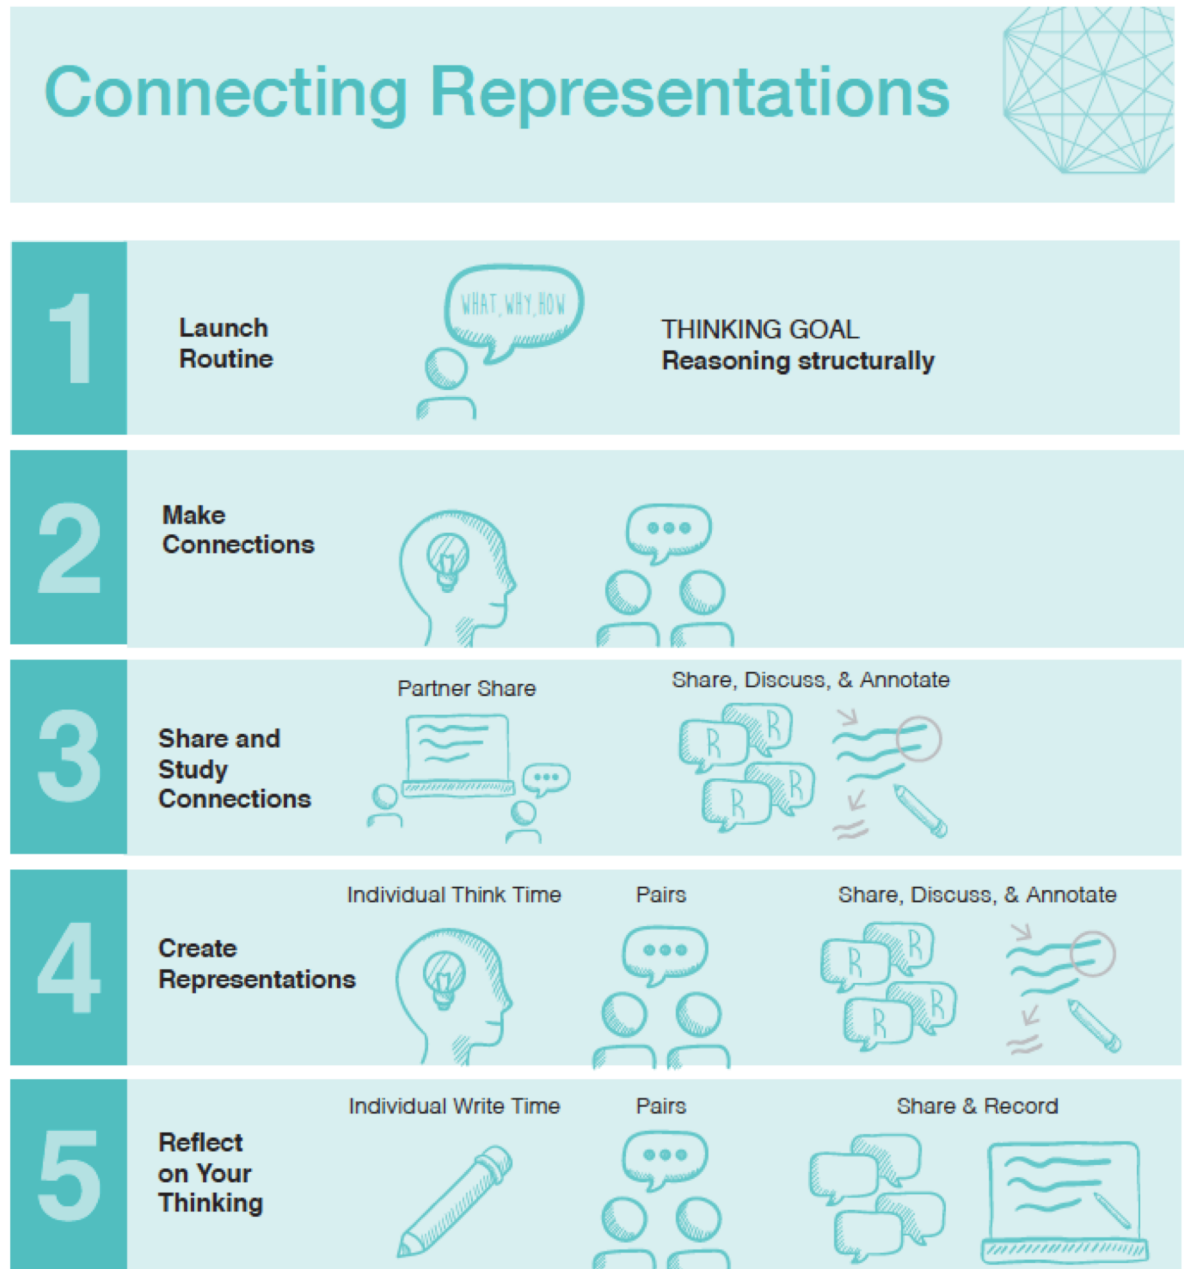 Connecting Representations
1
Launch
Routine
WHAT, WHY, HOW
THINKING GOAL
Reasoning structurally
2
Make
Connections
3
Share and
Study
Connections
Partner Share
Share, Discuss, & Annotate
R
R
R
R
4
Create
Representations
Individual Think Time
Pairs
Share, Discuss, & Annotate
R
R
R
R
5
Reflect
on Your
Thinking
Individual Write Time
Pairs
Share & Record